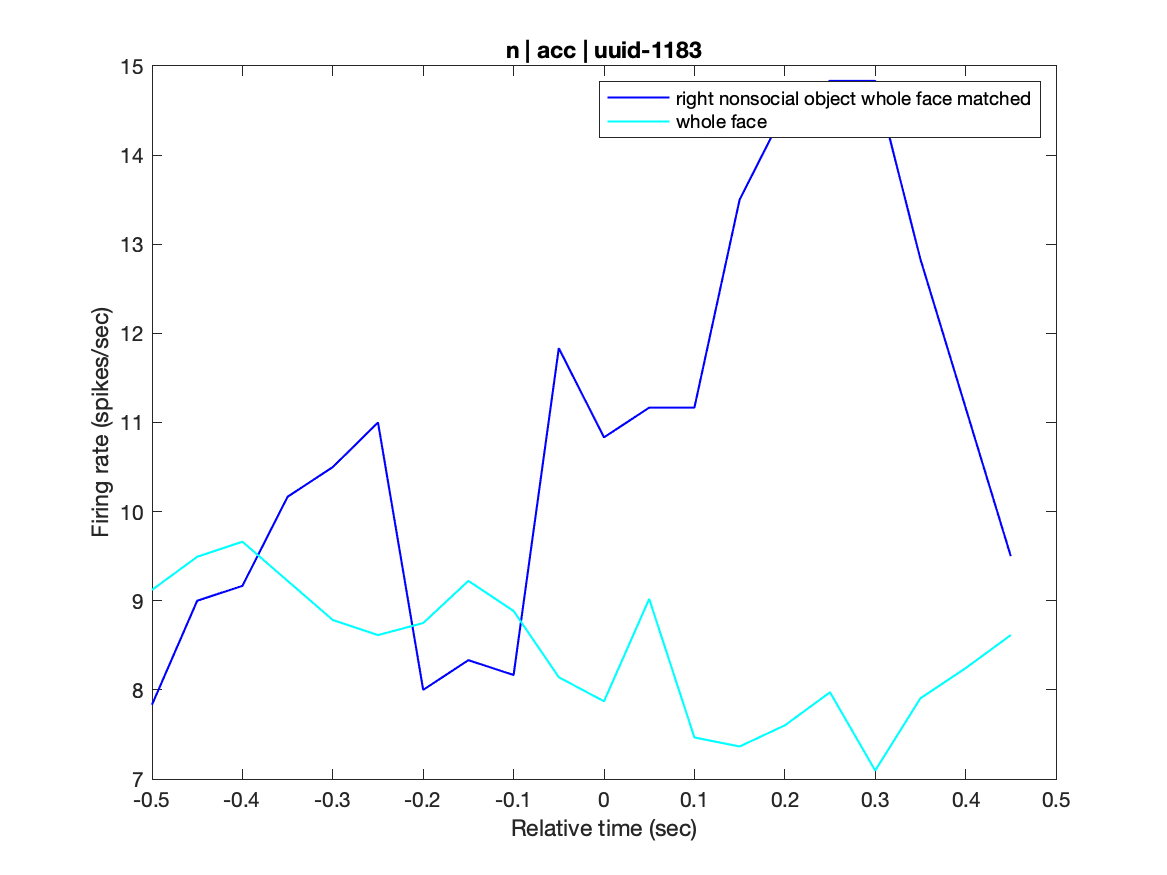 n | acc | uuid-1183
15
right nonsocial object whole face matched
whole face
14
13
12
11
10
9
8
7
Firing rate (spikes/sec)
-0.5 -0.4 -0.3 -0.2 -0.1 0 0.1 0.2 0.3 0.4 0.5
Relative time (sec)